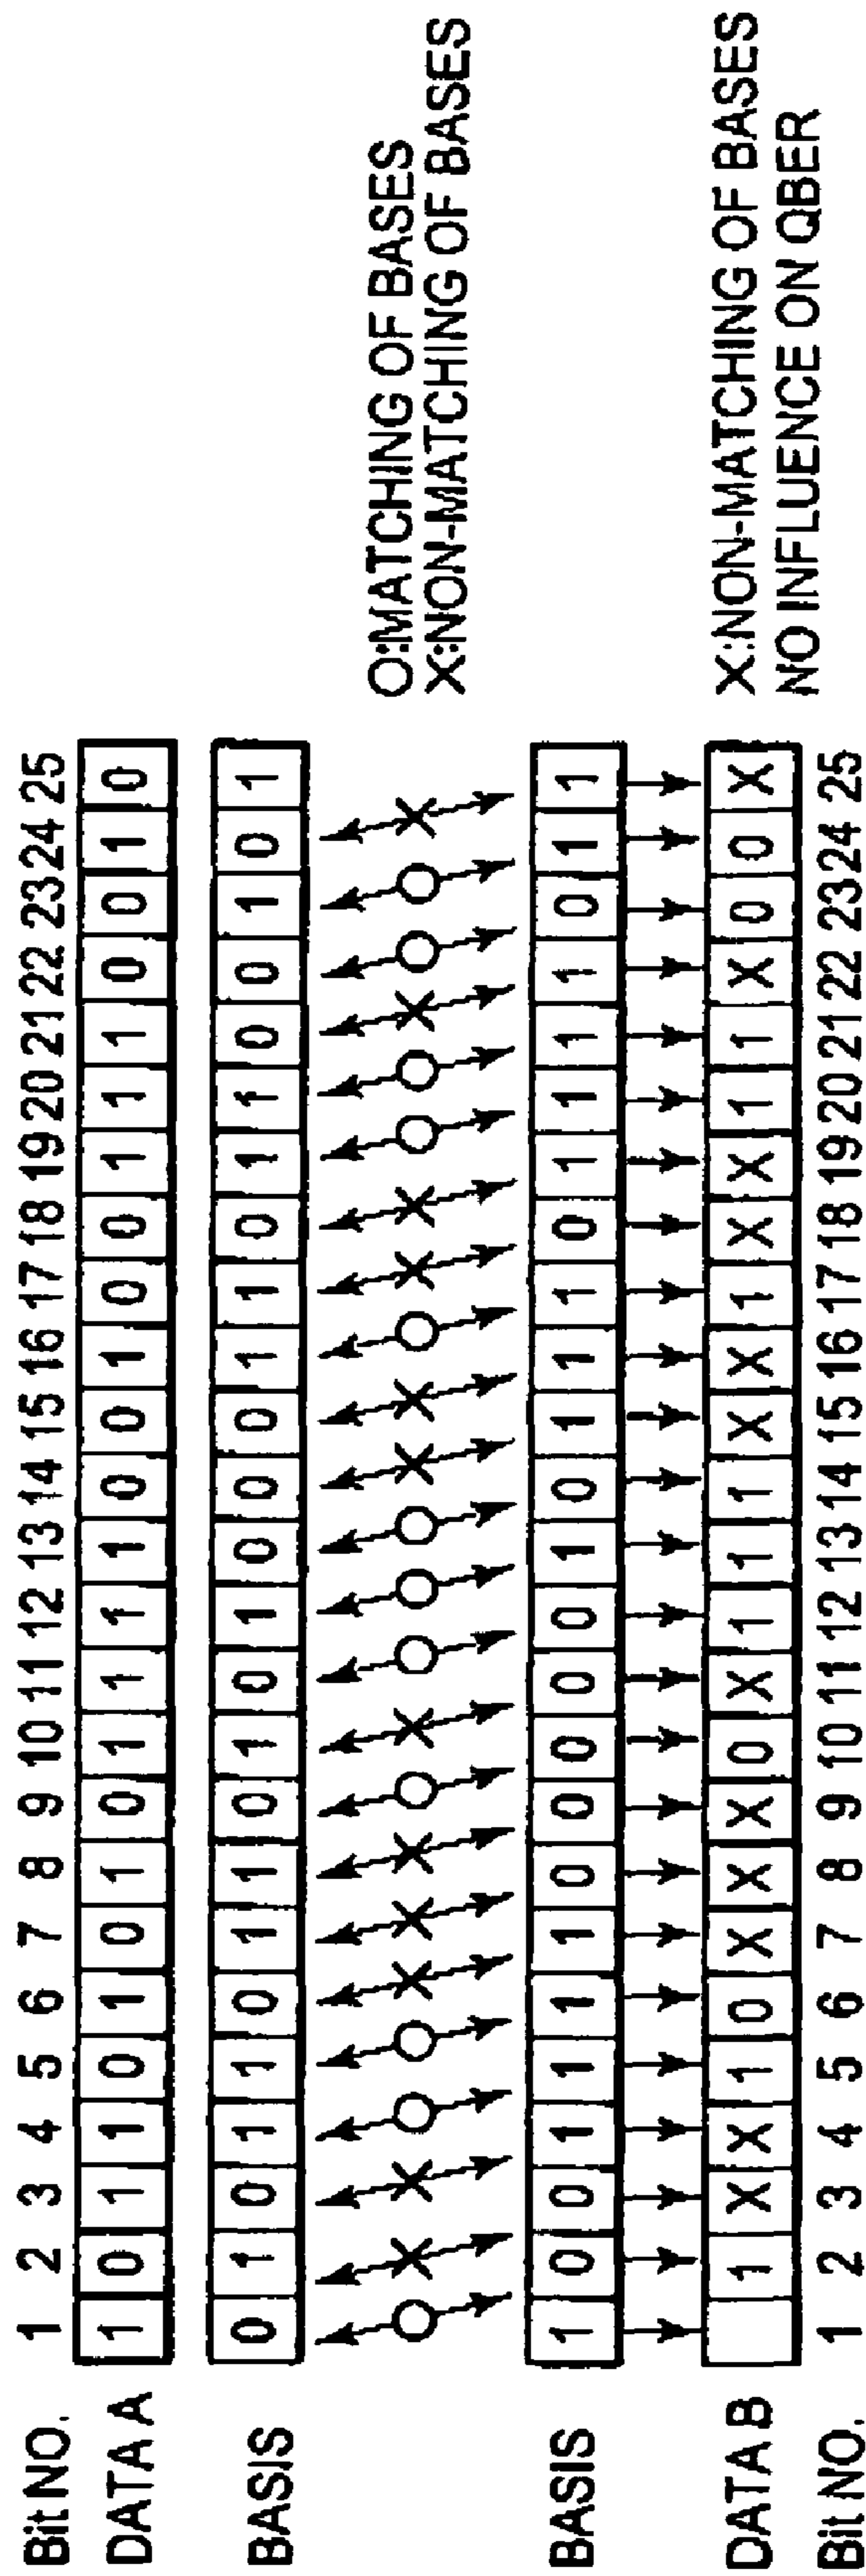 Bit NO. 1 2 3 4 5 6 7 8 9 10 11 12 13 14 15 16 17 18 19 20 21 22 23 24 25
DATA A 1 0 1 1 0 1 0 1 0 1 1 1 1 0 0 1 0 0 1 1 1 0 0 1 0
BASIS 0 1 0 1 1 0 1 1 0 1 0 1 0 0 0 1 1 0 1 1 0 0 1 0 1
O X X O O X X X O X O O O X X O X X O O X O O X
O:MATCHING OF BASES
X:NON-MATCHING OF BASES
BASIS 1 0 0 1 1 1 1 0 0 0 0 0 1 0 1 1 1 0 1 1 1 1 0 1 1
DATA B 1 X X 1 0 X X X 0 X 1 1 1 X X 1 X X 1 1 X 0 0 X
X:NON-MATCHING OF BASES
NO INFLUENCE ON QBER
Bit NO. 1 2 3 4 5 6 7 8 9 10 11 12 13 14 15 16 17 18 19 20 21 22 23 24 25